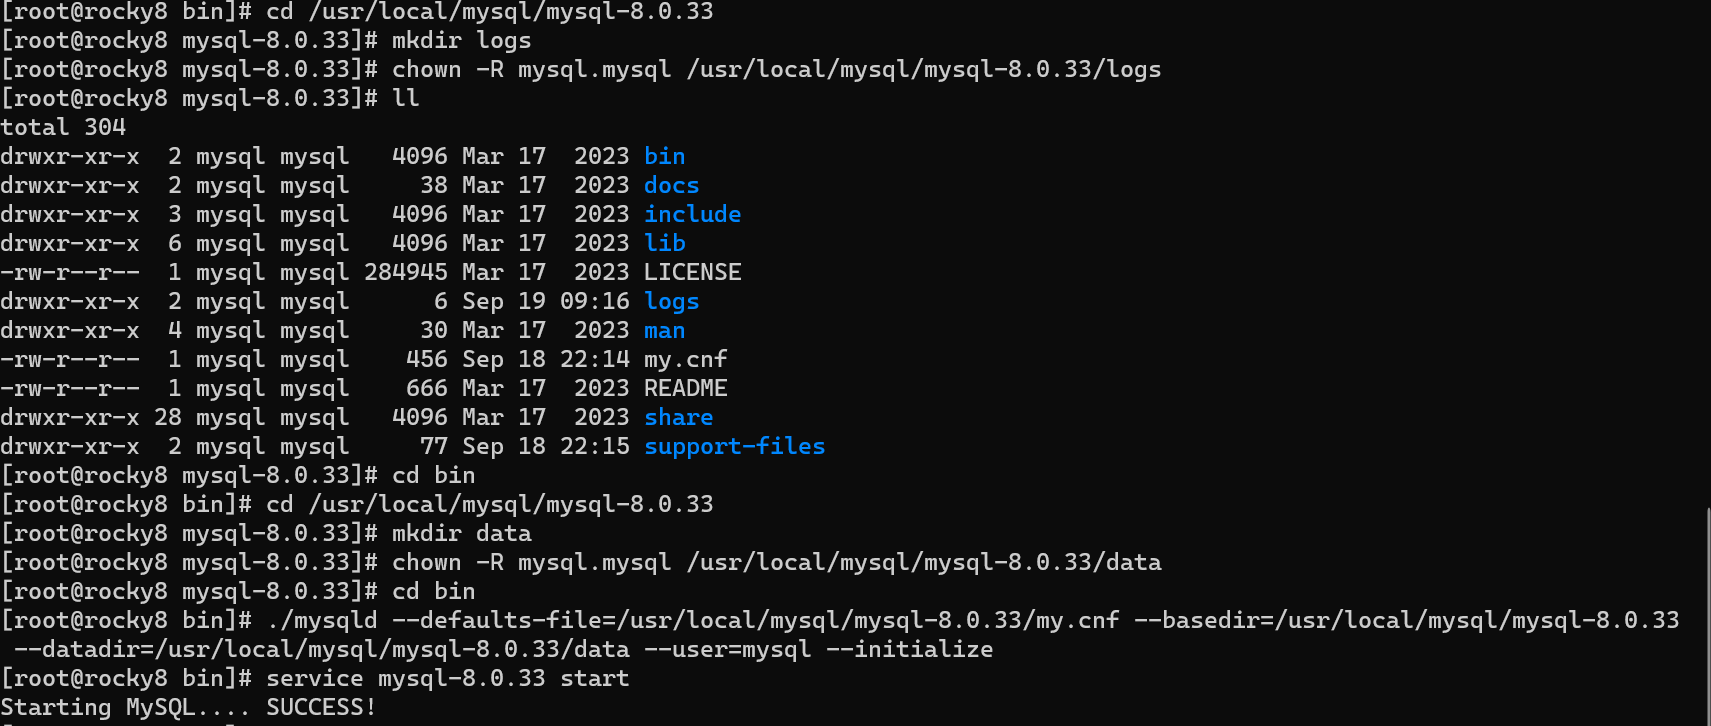 [root@rocky8 bin]# cd /usr/local/mysql/mysql-8.0.33
[root@rocky8 mysql-8.0.33]# mkdir logs
[root@rocky8 mysql-8.0.33]# chown -R mysql.mysql /usr/local/mysql/mysql-8.0.33/logs
[root@rocky8 mysql-8.0.33]# ll
total 304
drwxr-xr-x  2 mysql mysql   4096 Mar 17  2023 bin
drwxr-xr-x  2 mysql mysql     38 Mar 17  2023 docs
drwxr-xr-x  3 mysql mysql   4096 Mar 17  2023 include
drwxr-xr-x  6 mysql mysql   4096 Mar 17  2023 lib
-rw-r--r--  1 mysql mysql 284945 Mar 17  2023 LICENSE
drwxr-xr-x  2 mysql mysql      6 Sep 19 09:16 logs
drwxr-xr-x  4 mysql mysql     30 Mar 17  2023 man
-rw-r--r--  1 mysql mysql    456 Sep 18 22:14 my.cnf
-rw-r--r--  1 mysql mysql    666 Mar 17  2023 README
drwxr-xr-x 28 mysql mysql   4096 Mar 17  2023 share
drwxr-xr-x  2 mysql mysql     77 Sep 18 22:15 support-files
[root@rocky8 mysql-8.0.33]# cd bin
[root@rocky8 bin]# cd /usr/local/mysql/mysql-8.0.33
[root@rocky8 mysql-8.0.33]# mkdir data
[root@rocky8 mysql-8.0.33]# chown -R mysql.mysql /usr/local/mysql/mysql-8.0.33/data
[root@rocky8 mysql-8.0.33]# cd bin
[root@rocky8 bin]# ./mysqld --defaults-file=/usr/local/mysql/mysql-8.0.33/my.cnf --basedir=/usr/local/mysql/mysql-8.0.33
 --datadir=/usr/local/mysql/mysql-8.0.33/data --user=mysql --initialize
[root@rocky8 bin]# service mysql-8.0.33 start
Starting MySQL.... SUCCESS!